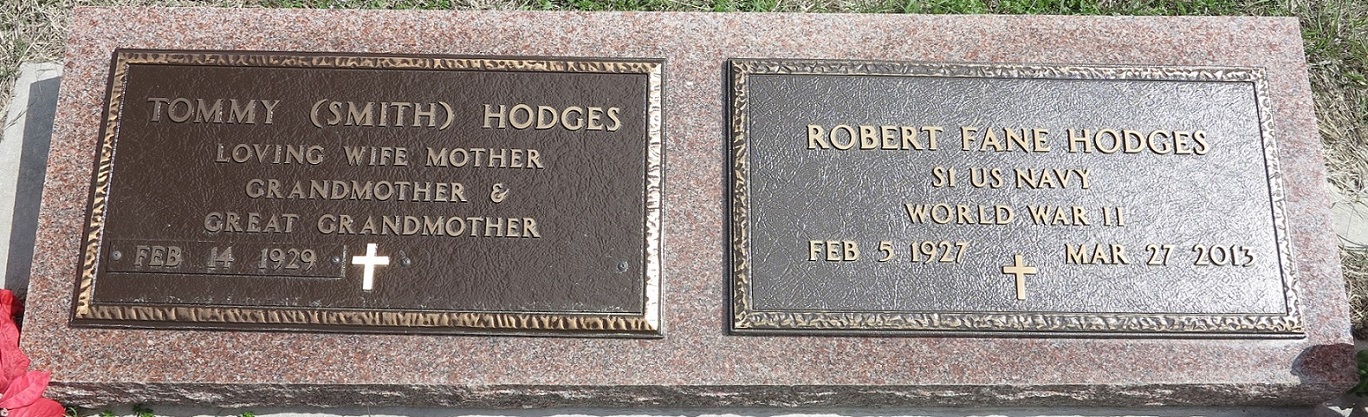 TOMMY (SMITH) HODGES
LOVING WIFE MOTHER
GRANDMOTHER &
GREAT GRANDMOTHER
FEB 14 1929
ROBERT FANE HODGES
S1 US NAVY
WORLD WAR II
FEB 5 1927 MAR 27 2013